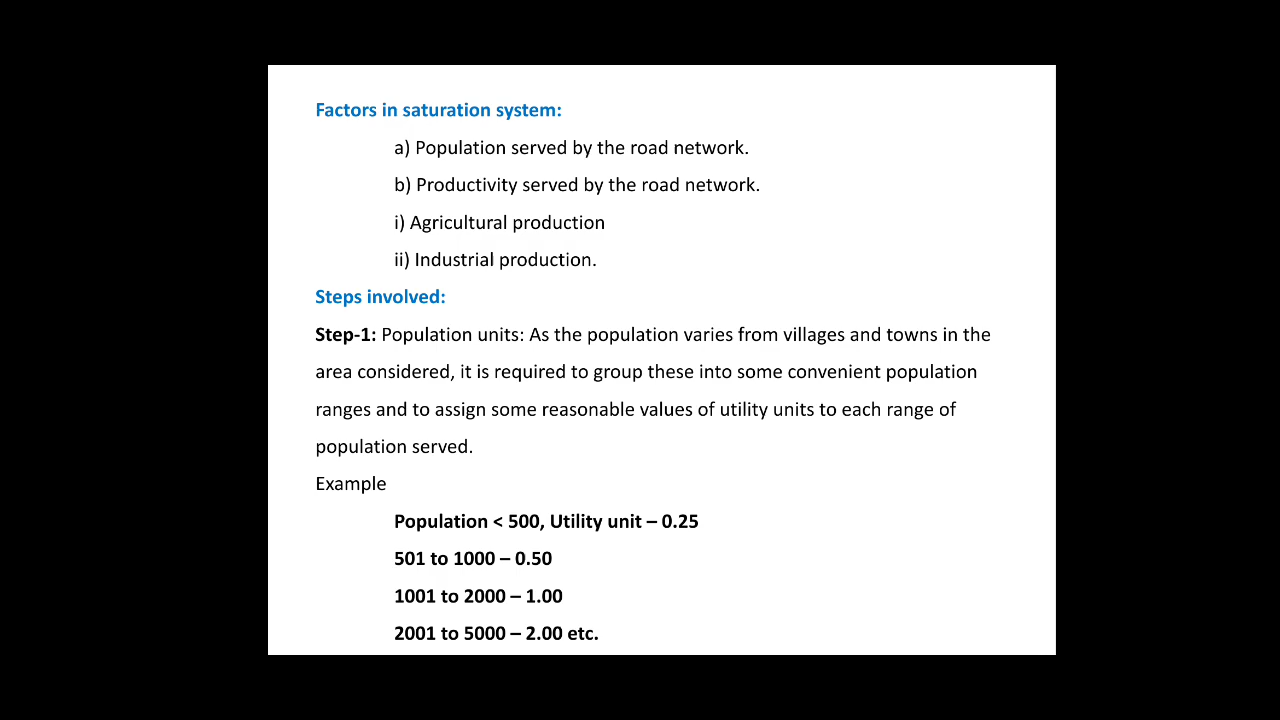 Factors in saturation system:
a) Population served by the road network.
b) Productivity served by the road network.
i) Agricultural production
ii) Industrial production.
Steps involved:
Step-1: Population units: As the population varies from villages and towns in the
area considered, it is required to group these into some convenient population
ranges and to assign some reasonable values of utility units to each range of
population served.
Example
Population < 500, Utility unit – 0.25
501 to 1000 – 0.50
1001 to 2000 – 1.00
2001 to 5000 – 2.00 etc.